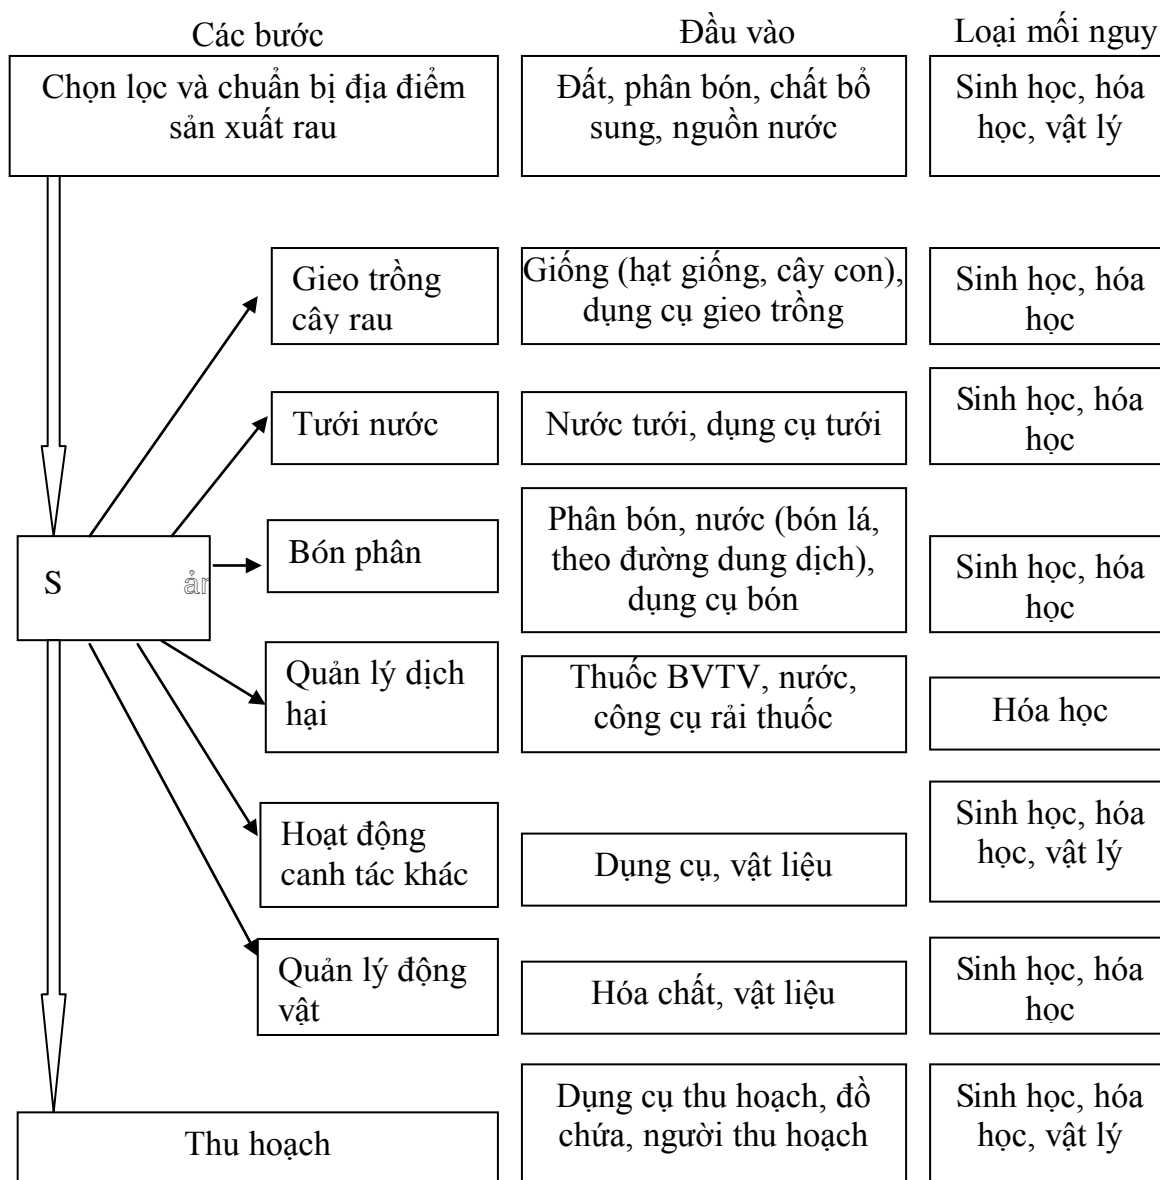 Các bước
Đầu vào
Loại mối nguy
Chọn lọc và chuẩn bị địa điểm
sản xuất rau
Đất, phân bón, chất bổ
sung, nguồn nước
Sinh học, hóa
học, vật lý
Gieo trồng
cây rau
Giống (hạt giống, cây con),
dụng cụ gieo trồng
Sinh học, hóa
học
Tưới nước
Nước tưới, dụng cụ tưới
Sinh học, hóa
học
S
Bón phân
Phân bón, nước (bón lá,
theo đường dung dịch),
dụng cụ bón
Sinh học, hóa
học
Quản lý dịch
hại
Thuốc BVTV, nước,
công cụ rải thuốc
Hóa học
Hoạt động
canh tác khác
Dụng cụ, vật liệu
Sinh học, hóa
học, vật lý
Quản lý động
vật
Hóa chất, vật liệu
Sinh học, hóa
học
Thu hoạch
Dụng cụ thu hoạch, đồ
chứa, người thu hoạch
Sinh học, hóa
học, vật lý